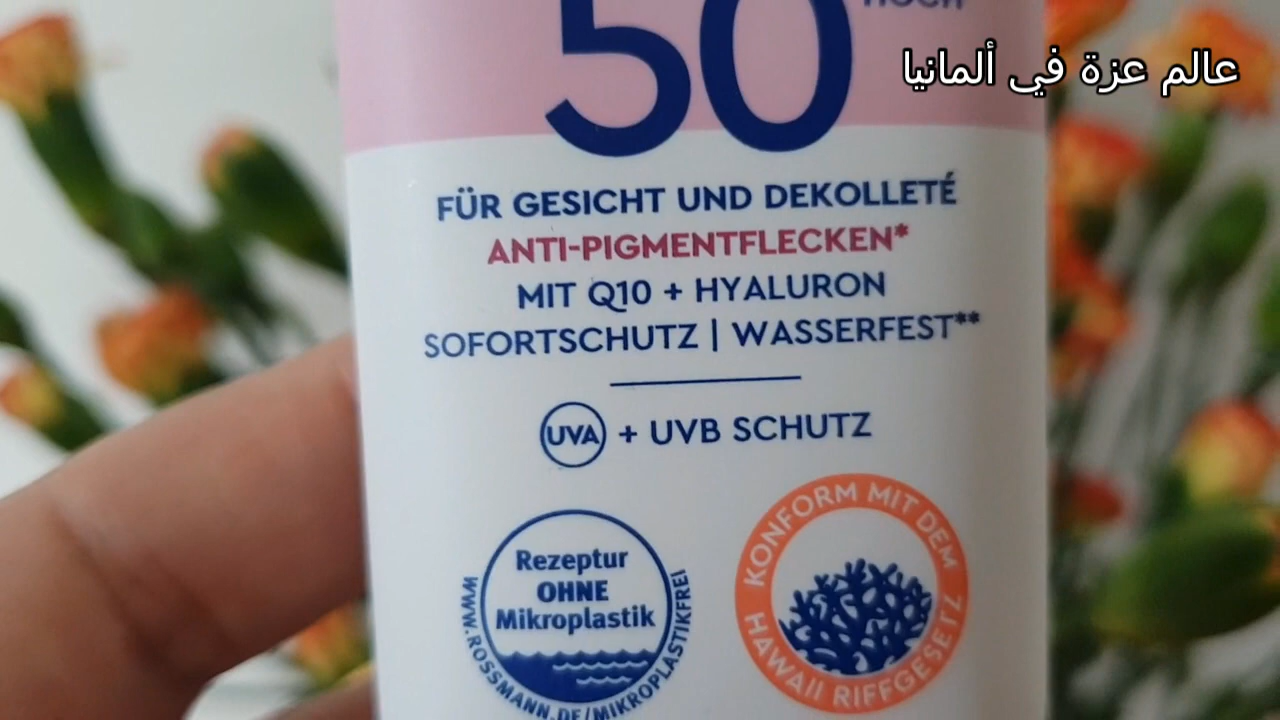 50 HOCH
عالم عزة في ألمانيا
FÜR GESICHT UND DEKOLLETÉ
ANTI-PIGMENTFLECKEN*
MIT Q10 + HYALURON
SOFORTSCHUTZ | WASSERFEST**
UVA + UVB SCHUTZ
Rezeptur
OHNE
Mikroplastik
WWW.ROSSMANN.DE/MIKROPLASTIKFREI
KONFORM MIT DEM
HAWAII RIFFGESETZ